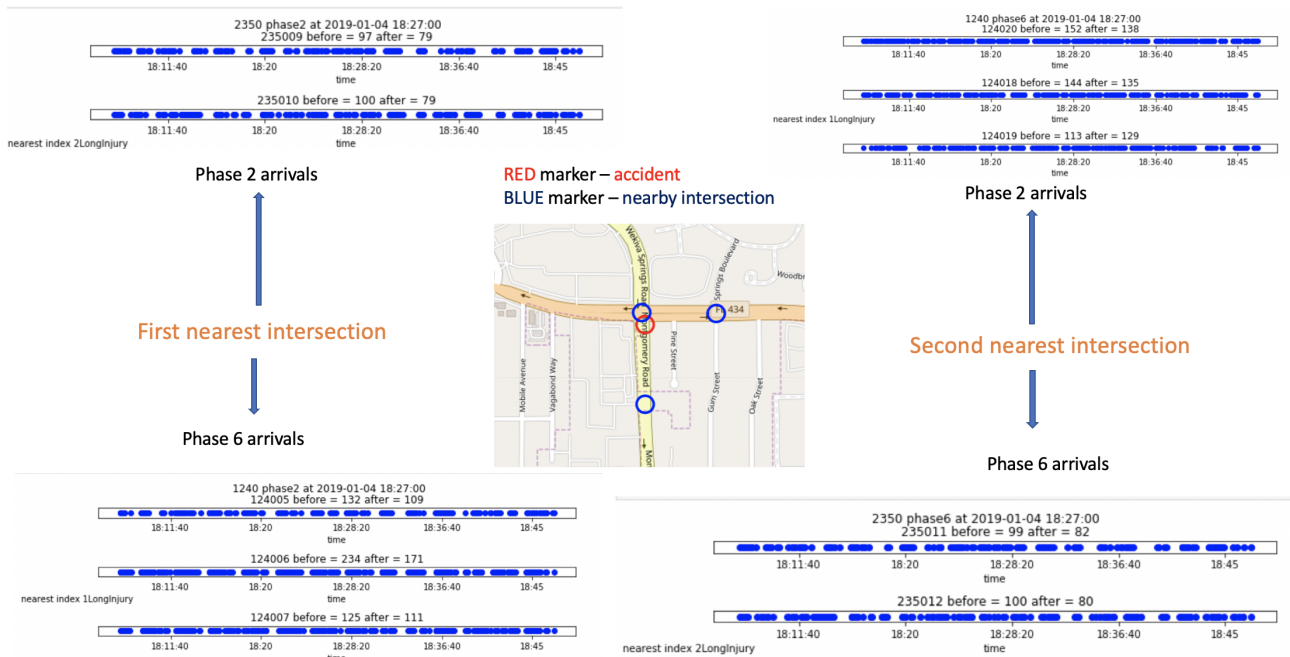 2350 phase2 at 2019-01-04 18:27:00
235009 before = 97 after = 79
18:11:40 18:20 18:28:20 18:36:40 18:45
time
235010 before = 100 after = 79
18:11:40 18:20 18:28:20 18:36:40 18:45
nearest index 2LongInjury time
Phase 2 arrivals
First nearest intersection
Phase 6 arrivals
1240 phase2 at 2019-01-04 18:27:00
124005 before = 132 after = 109
18:11:40 18:20 18:28:20 18:36:40 18:45
time
124006 before = 234 after = 171
18:11:40 18:20 18:28:20 18:36:40 18:45
nearest index 1LongInjury time
124007 before = 125 after = 111
18:11:40 18:20 18:28:20 18:36:40 18:45
time
RED marker – accident
BLUE marker – nearby intersection
Wekiva Springs Road
Springs Boulevard
Woodbr
FL 434
Montgomery Road
Pine Street
Mobile Avenue
Vagabond Way
Gum Street
Oak Street
Mon
1240 phase6 at 2019-01-04 18:27:00
124020 before = 152 after = 138
18:11:40 18:20 18:28:20 18:36:40 18:45
time
124018 before = 144 after = 135
18:11:40 18:20 18:28:20 18:36:40 18:45
nearest index 1LongInjury time
124019 before = 113 after = 129
18:11:40 18:20 18:28:20 18:36:40 18:45
time
Phase 2 arrivals
Second nearest intersection
Phase 6 arrivals
2350 phase6 at 2019-01-04 18:27:00
235011 before = 99 after = 82
18:11:40 18:20 18:28:20 18:36:40 18:45
time
235012 before = 100 after = 80
18:11:40 18:20 18:28:20 18:36:40 18:45
nearest index 2LongInjury time